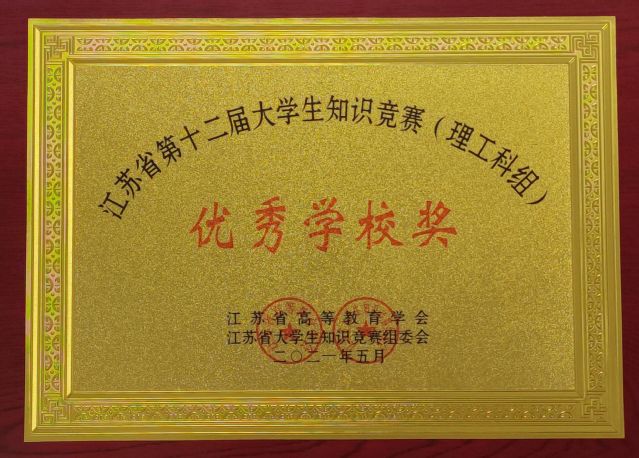 江苏省第十二届大学生知识竞赛（理工科组）
优秀学校奖
江苏省高等教育学会
江苏省大学生知识竞赛组委会
二〇二一年五月